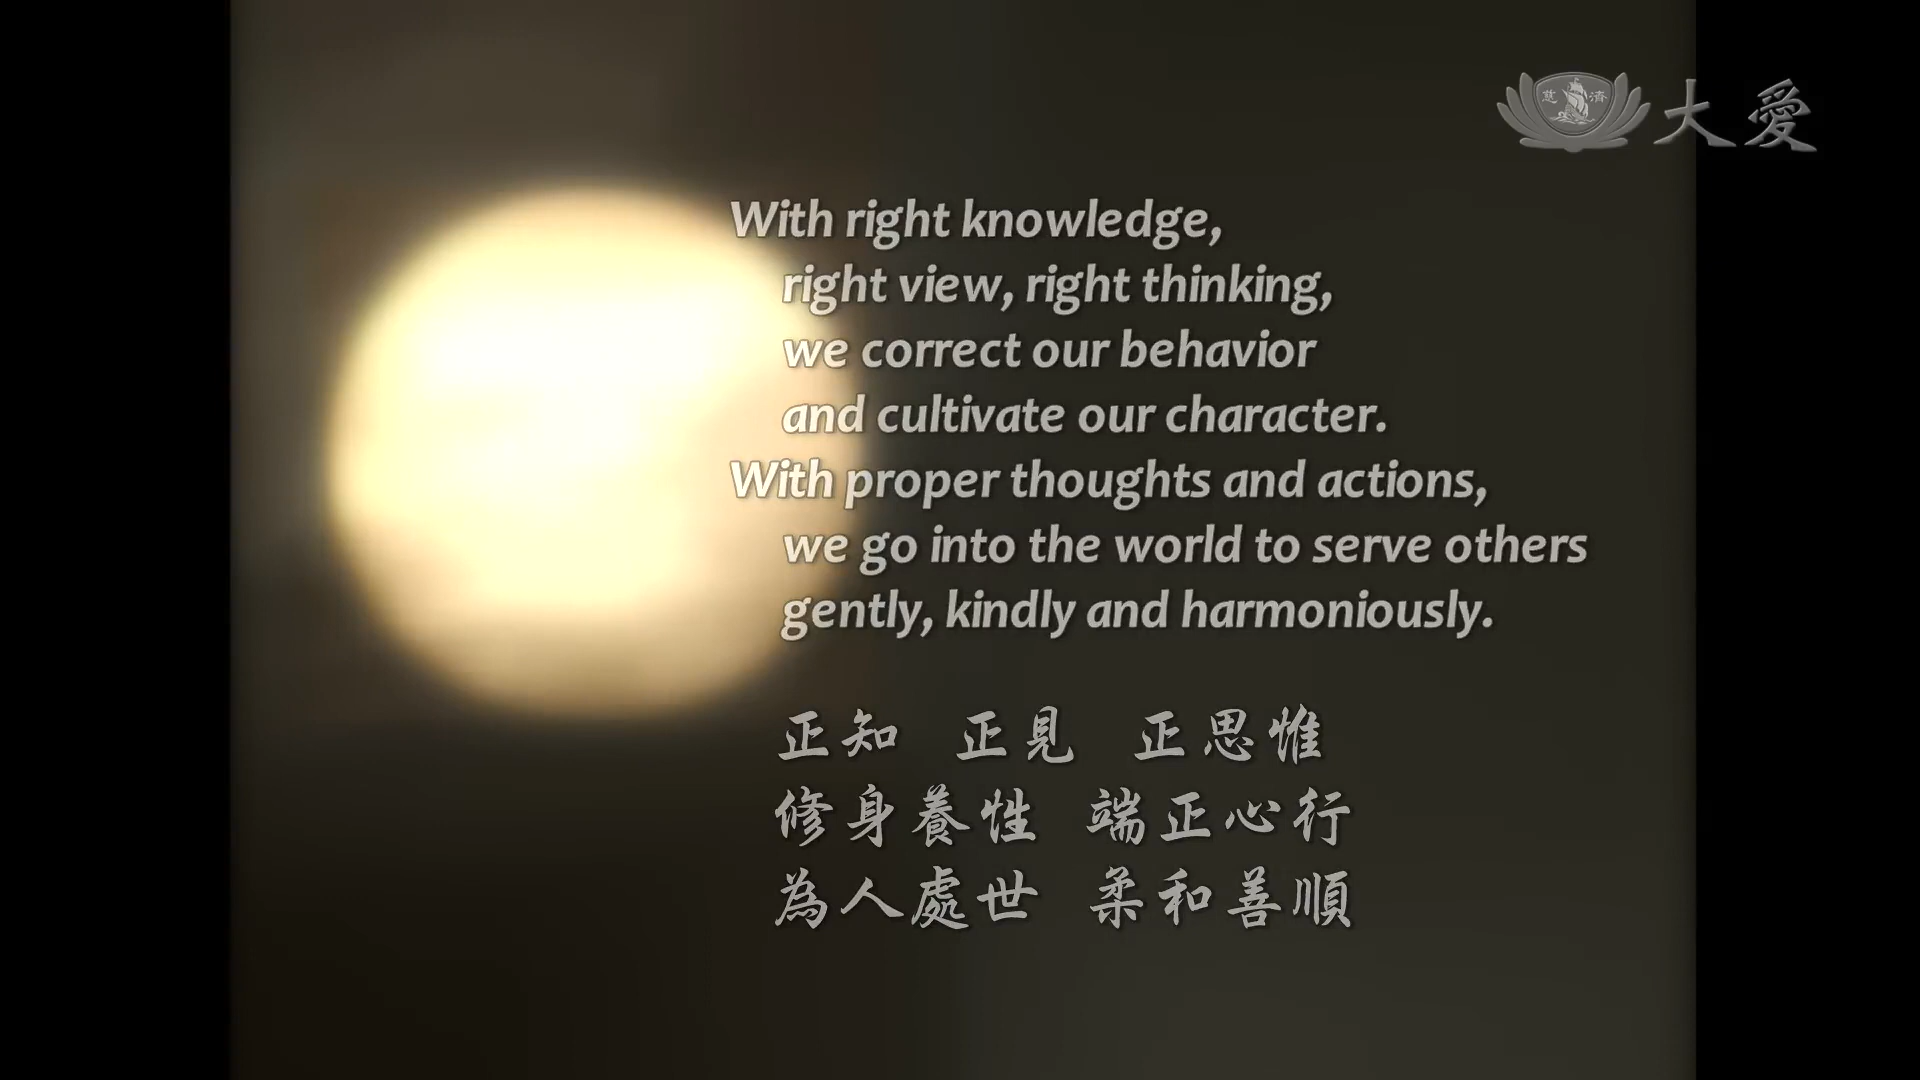 慈濟 大愛
With right knowledge,
right view, right thinking,
we correct our behavior
and cultivate our character.
With proper thoughts and actions,
we go into the world to serve others
gently, kindly and harmoniously.
正知 正見 正思惟
修身養性 端正心行
為人處世 柔和善順